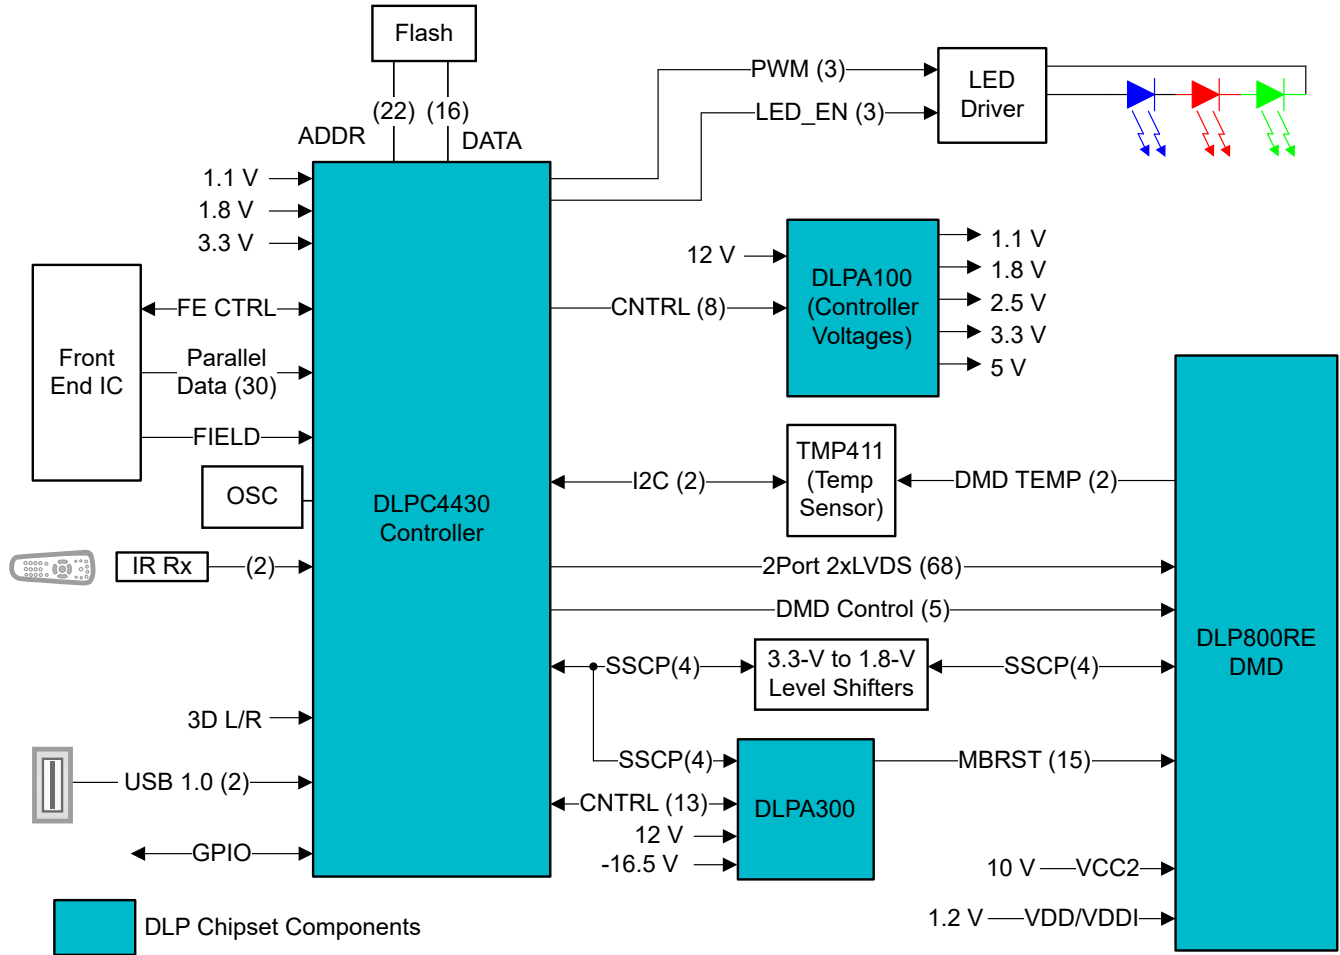 Flash
(22) (16)
ADDR
DATA
PWM (3)
LED_EN (3)
LED
Driver
1.1 V
1.8 V
3.3 V
12 V
CNTRL (8)
DLPA100
(Controller
Voltages)
1.1 V
1.8 V
2.5 V
3.3 V
5 V
Front
End IC
FE CTRL
Parallel
Data (30)
FIELD
OSC
DLPC4430
Controller
I2C (2)
TMP411
(Temp
Sensor)
DMD TEMP (2)
IR Rx
(2)
2Port 2xLVDS (68)
DMD Control (5)
DLP800RE
DMD
SSCP(4)
3.3-V to 1.8-V
Level Shifters
SSCP(4)
3D L/R
SSCP(4)
MBRST (15)
USB 1.0 (2)
CNTRL (13)
DLPA300
12 V
-16.5 V
GPIO
10 V
VCC2
1.2 V
VDD/VDDI
DLP Chipset Components